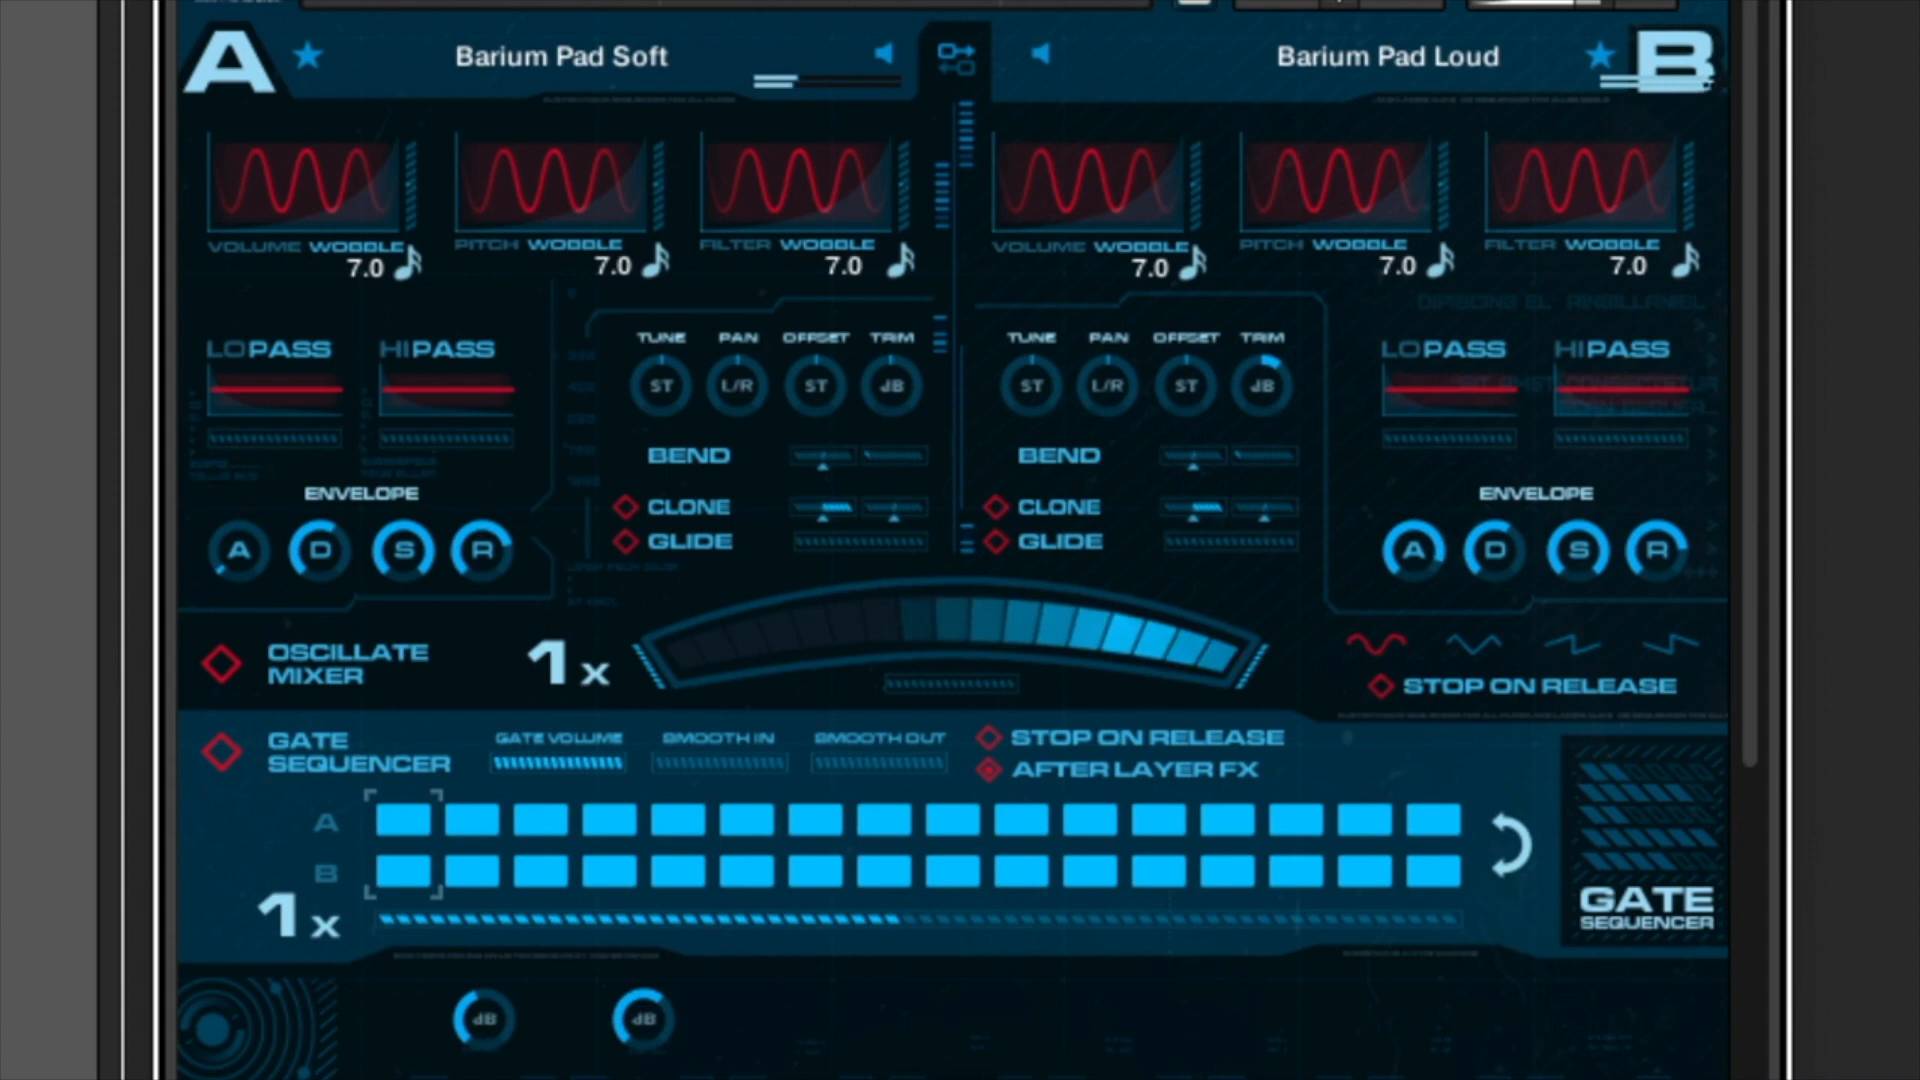 A
Barium Pad Soft
Barium Pad Loud
B
VOLUME WOBBLE
7.0
PITCH WOBBLE
7.0
FILTER WOBBLE
7.0
VOLUME WOBBLE
7.0
PITCH WOBBLE
7.0
FILTER WOBBLE
7.0
LOPASS
HIPASS
TUNE PAN OFFSET TRIM
ST L/R ST dB
BEND
CLONE
GLIDE
TUNE PAN OFFSET TRIM
ST L/R ST dB
BEND
CLONE
GLIDE
LOPASS
HIPASS
ENVELOPE
A D S R
ENVELOPE
A D S R
OSCILLATE
MIXER
1x
STOP ON RELEASE
GATE
SEQUENCER
GATE VOLUME
SMOOTH IN
SMOOTH OUT
STOP ON RELEASE
AFTER LAYER FX
A
B
1x
GATE
SEQUENCER
dB
dB